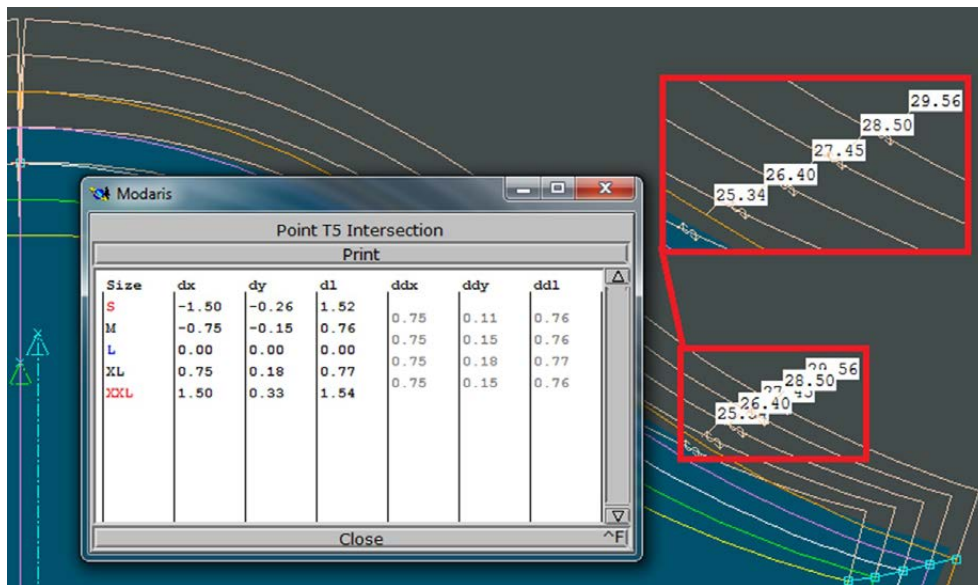 29.56
28.50
27.45
26.40
25.34
Modaris
Point T5 Intersection
Print
Size dx dy dl ddx ddy ddl
S -1.50 -0.26 1.52
0.75 0.11 0.76
M -0.75 -0.15 0.76
0.75 0.15 0.76
L 0.00 0.00 0.00
0.75 0.18 0.77
XL 0.75 0.18 0.77
0.75 0.15 0.76
XXL 1.50 0.33 1.54
Close ^F
28.50
26.40